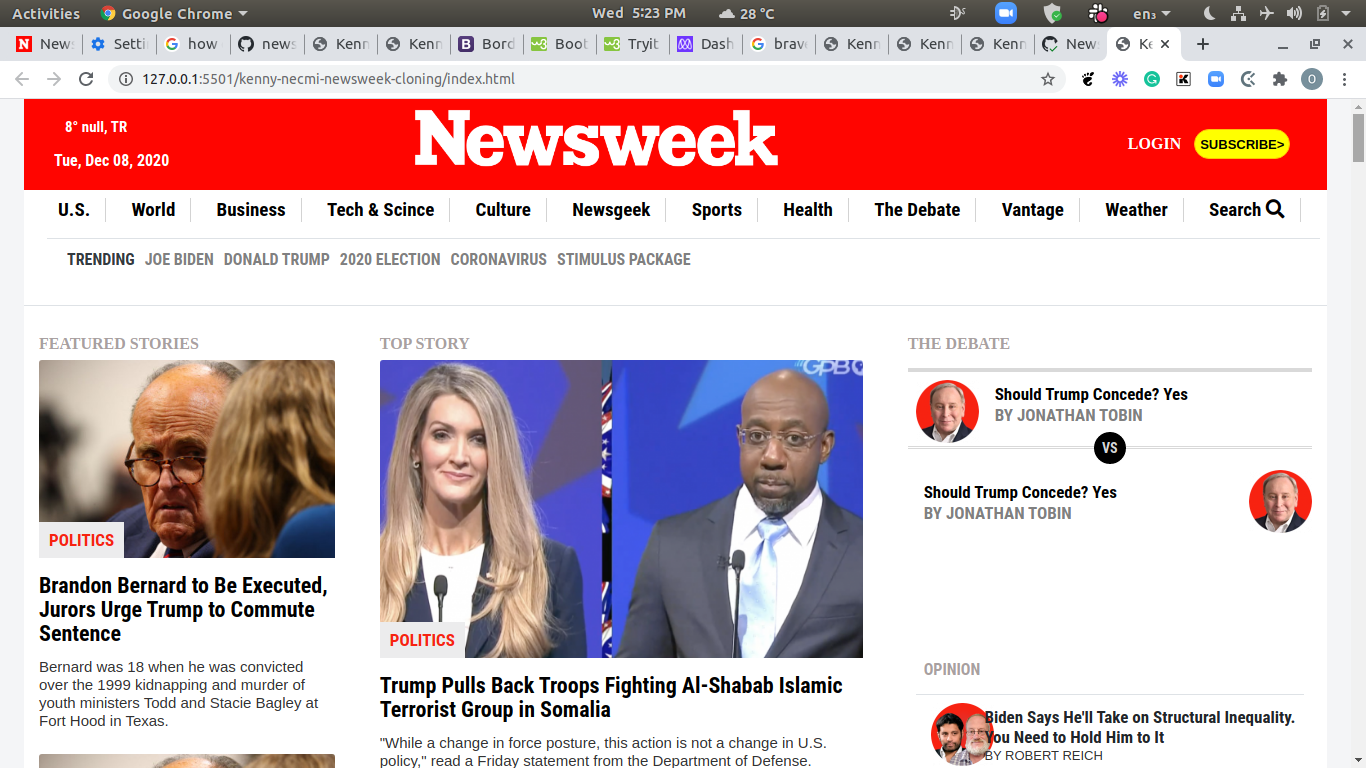 Activities Google Chrome Wed 5:23 PM 28 °C en₃
News Setti how news Kenn Kenn Bord Boot Tryit Dash brave Kenn Kenn Kenn News Ke
127.0.0.1:5501/kenny-necmi-newsweek-cloning/index.html O
8° null, TR
Tue, Dec 08, 2020
Newsweek
LOGIN SUBSCRIBE>
U.S. World Business Tech & Scince Culture Newsgeek Sports Health The Debate Vantage Weather Search
TRENDING JOE BIDEN DONALD TRUMP 2020 ELECTION CORONAVIRUS STIMULUS PACKAGE
FEATURED STORIES
POLITICS
Brandon Bernard to Be Executed,
Jurors Urge Trump to Commute
Sentence
Bernard was 18 when he was convicted
over the 1999 kidnapping and murder of
youth ministers Todd and Stacie Bagley at
Fort Hood in Texas.
TOP STORY
GPB
POLITICS
Trump Pulls Back Troops Fighting Al-Shabab Islamic
Terrorist Group in Somalia
"While a change in force posture, this action is not a change in U.S.
policy," read a Friday statement from the Department of Defense.
THE DEBATE
Should Trump Concede? Yes
BY JONATHAN TOBIN
VS
Should Trump Concede? Yes
BY JONATHAN TOBIN
OPINION
Biden Says He'll Take on Structural Inequality.
You Need to Hold Him to It
BY ROBERT REICH